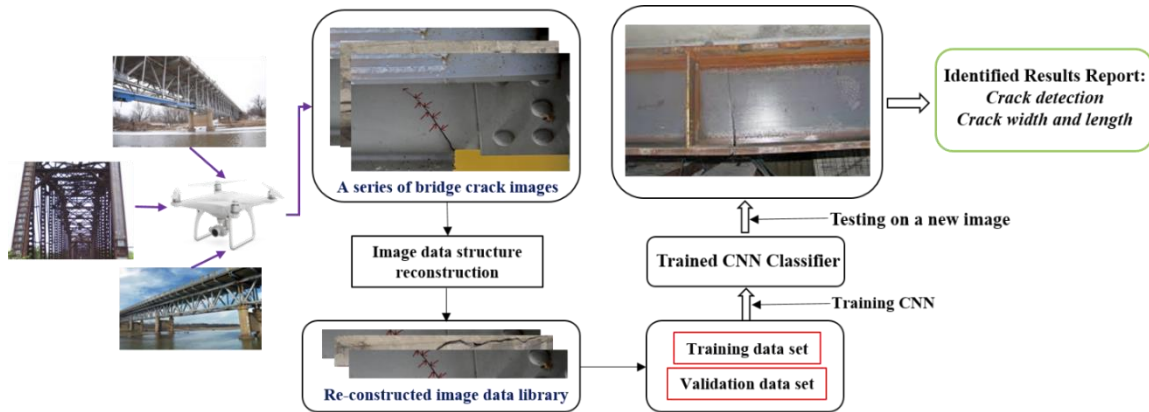 A series of bridge crack images
Image data structure
reconstruction
Re-constructed image data library
Training data set
Validation data set
Training CNN
Trained CNN Classifier
Testing on a new image
Identified Results Report:
Crack detection
Crack width and length